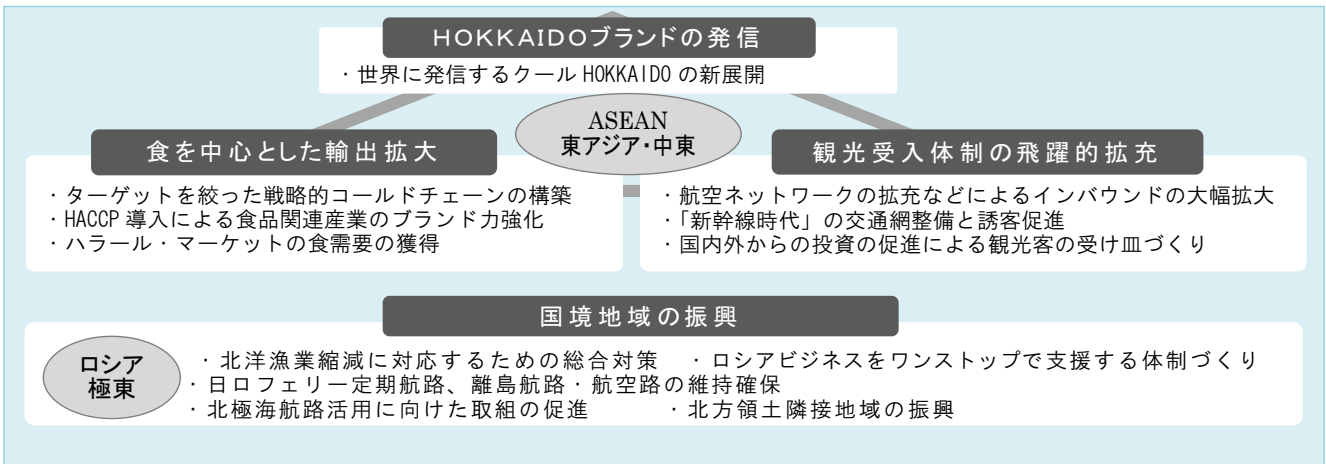 HOKKAIDOブランドの発信
・世界に発信するクール HOKKAIDO の新展開
ASEAN
東アジア・中東
食を中心とした輸出拡大
・ターゲットを絞った戦略的コールドチェーンの構築
・HACCP 導入による食品関連産業のブランド力強化
・ハラール・マーケットの食需要の獲得
観光受入体制の飛躍的拡充
・航空ネットワークの拡充などによるインバウンドの大幅拡大
・「新幹線時代」の交通網整備と誘客促進
・国内外からの投資の促進による観光客の受け皿づくり
国境地域の振興
ロシア
極東
・北洋漁業縮減に対応するための総合対策 ・ロシアビジネスをワンストップで支援する体制づくり
・日ロフェリー定期航路、離島航路・航空路の維持確保
・北極海航路活用に向けた取組の促進 ・北方領土隣接地域の振興